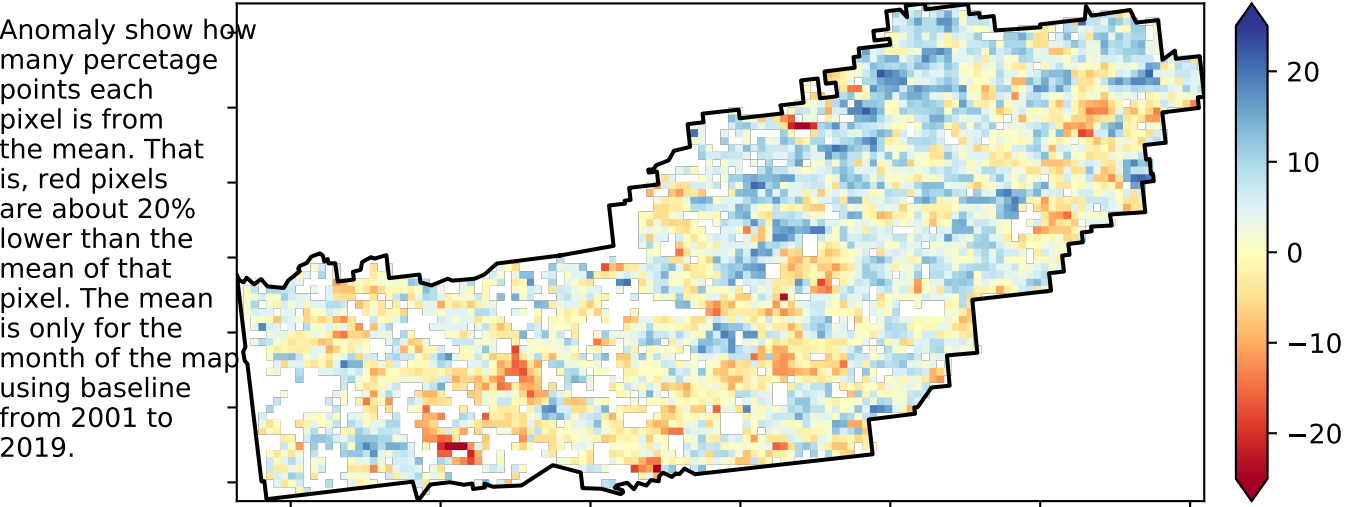 Anomaly show how
many percetage
points each
pixel is from
the mean. That
is, red pixels
are about 20%
lower than the
mean of that
pixel. The mean
is only for the
month of the map
using baseline
from 2001 to
2019.
20
10
0
−10
−20